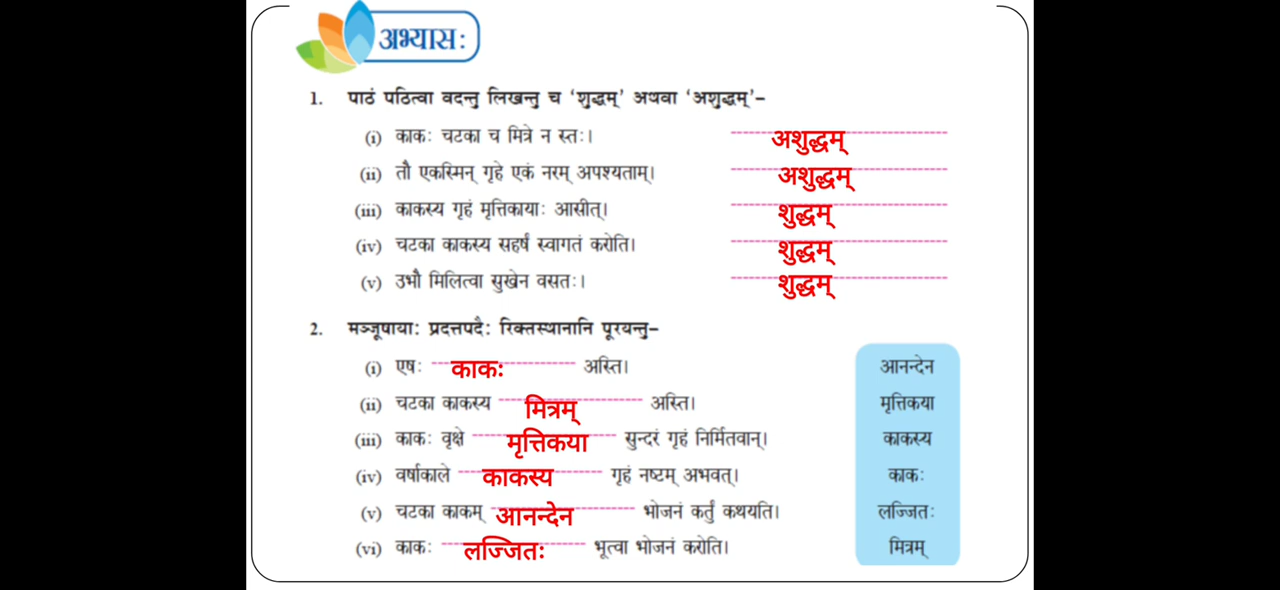 अभ्यासः
1. पाठं पठित्वा वदन्तु लिखन्तु च 'शुद्धम्' अथवा 'अशुद्धम्'–
(i) काकः चटका च मित्रे न स्तः। अशुद्धम्
(ii) तौ एकस्मिन् गृहे एकं नरम् अपश्यताम्। अशुद्धम्
(iii) काकस्य गृहं मृत्तिकायाः आसीत्। शुद्धम्
(iv) चटका काकस्य सहर्षं स्वागतं करोति। शुद्धम्
(v) उभौ मिलित्वा सुखेन वसतः। शुद्धम्
2. मञ्जूषायाः प्रदत्तपदैः रिक्तस्थानानि पूरयन्तु–
(i) एषः काकः अस्ति। आनन्देन
(ii) चटका काकस्य मित्रम् अस्ति। मृत्तिकया
(iii) काकः वृक्षे मृत्तिकया सुन्दरं गृहं निर्मितवान्। काकस्य
(iv) वर्षाकाले काकस्य गृहं नष्टम् अभवत्। काकः
(v) चटका काकम् आनन्देन भोजनं कर्तुं कथयति। लज्जितः
(vi) काकः लज्जितः भूत्वा भोजनं करोति। मित्रम्